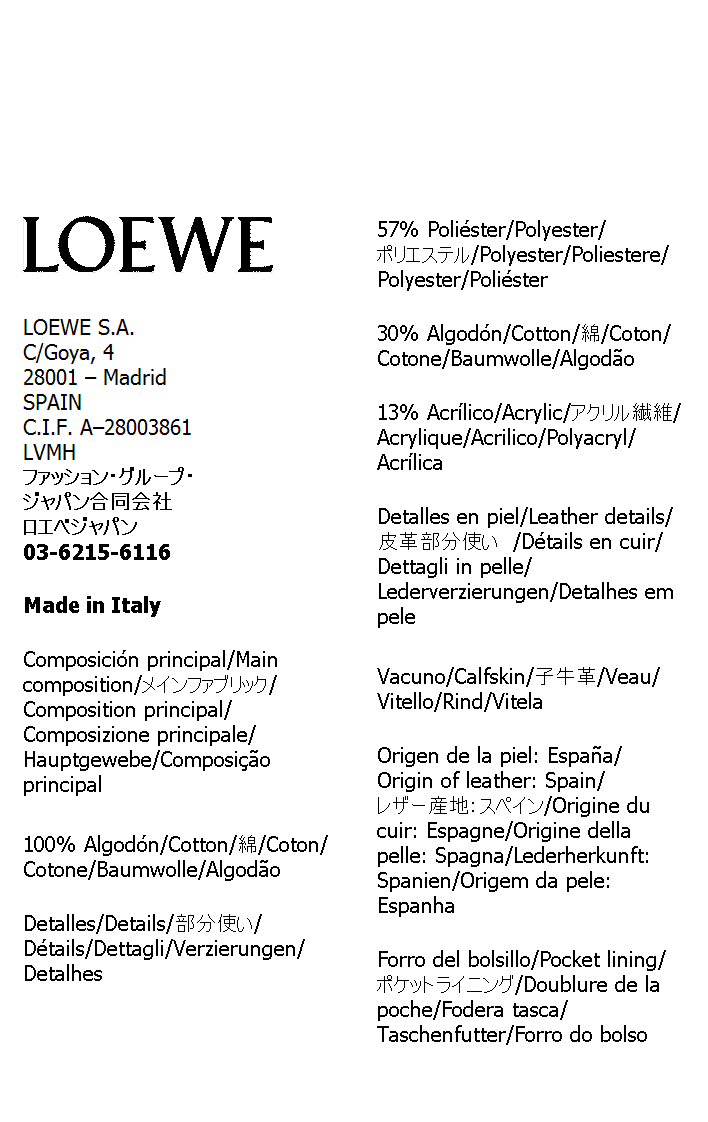 LOEWE
LOEWE S.A.
C/Goya, 4
28001 – Madrid
SPAIN
C.I.F. A–28003861
LVMH
ファッション・グループ・
ジャパン合同会社
ロエベジャパン
03-6215-6116
Made in Italy
Composición principal/Main
composition/メインファブリック/
Composition principal/
Composizione principale/
Hauptgewebe/Composição
principal
100% Algodón/Cotton/綿/Coton/
Cotone/Baumwolle/Algodão
Detalles/Details/部分使い/
Détails/Dettagli/Verzierungen/
Detalhes
57% Poliéster/Polyester/
ポリエステル/Polyester/Poliestere/
Polyester/Poliéster
30% Algodón/Cotton/綿/Coton/
Cotone/Baumwolle/Algodão
13% Acrílico/Acrylic/アクリル繊維/
Acrylique/Acrilico/Polyacryl/
Acrílica
Detalles en piel/Leather details/
皮革部分使い /Détails en cuir/
Dettagli in pelle/
Lederverzierungen/Detalhes em
pele
Vacuno/Calfskin/子牛革/Veau/
Vitello/Rind/Vitela
Origen de la piel: España/
Origin of leather: Spain/
レザー産地：スペイン/Origine du
cuir: Espagne/Origine della
pelle: Spagna/Lederherkunft:
Spanien/Origem da pele:
Espanha
Forro del bolsillo/Pocket lining/
ポケットライニング/Doublure de la
poche/Fodera tasca/
Taschenfutter/Forro do bolso